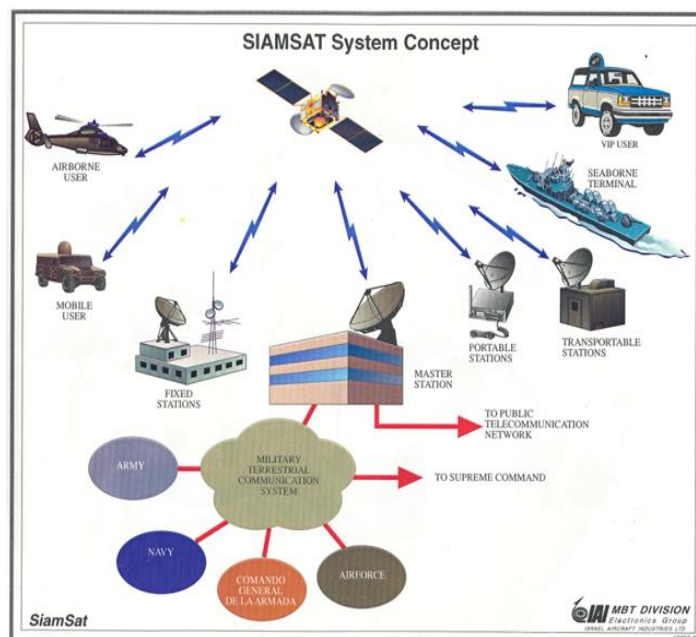 SIAMSAT System Concept
AIRBORNE
USER
VIP USER
SEABORNE
TERMINAL
MOBILE
USER
FIXED
STATIONS
MASTER
STATION
PORTABLE
STATIONS
TRANSPORTABLE
STATIONS
TO PUBLIC
TELECOMMUNICATION
NETWORK
ARMY
MILITARY
TERRESTRIAL
COMMUNICATION
SYSTEM
TO SUPREME COMMAND
NAVY
COMANDO
GENERAL
DE LA ARMADA
AIRFORCE
SiamSat
IAI MBT DIVISION
Electronics Group
ISRAEL AIRCRAFT INDUSTRIES LTD.